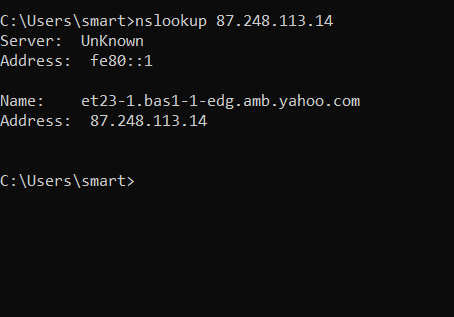 C:\Users\smart>nslookup 87.248.113.14
Server:  UnKnown
Address:  fe80::1
Name:    et23-1.bas1-1-edg.amb.yahoo.com
Address:  87.248.113.14
C:\Users\smart>